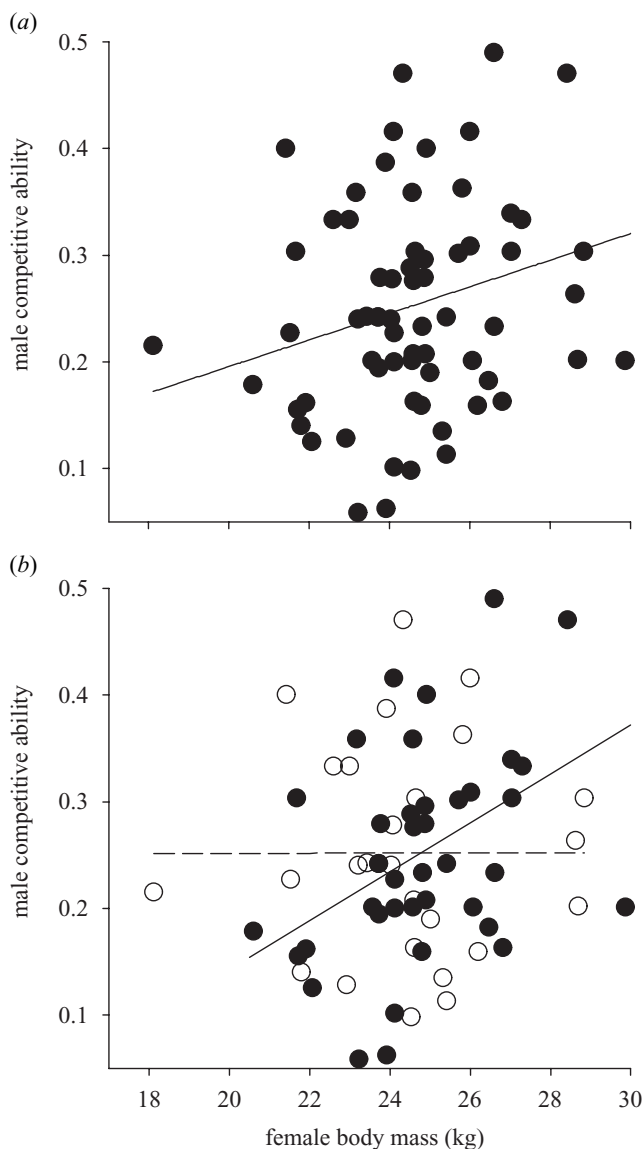 (a)
0.5
0.4
0.3
0.2
0.1
male competitive ability
(b)
0.5
0.4
0.3
0.2
0.1
male competitive ability
18 20 22 24 26 28 30
female body mass (kg)